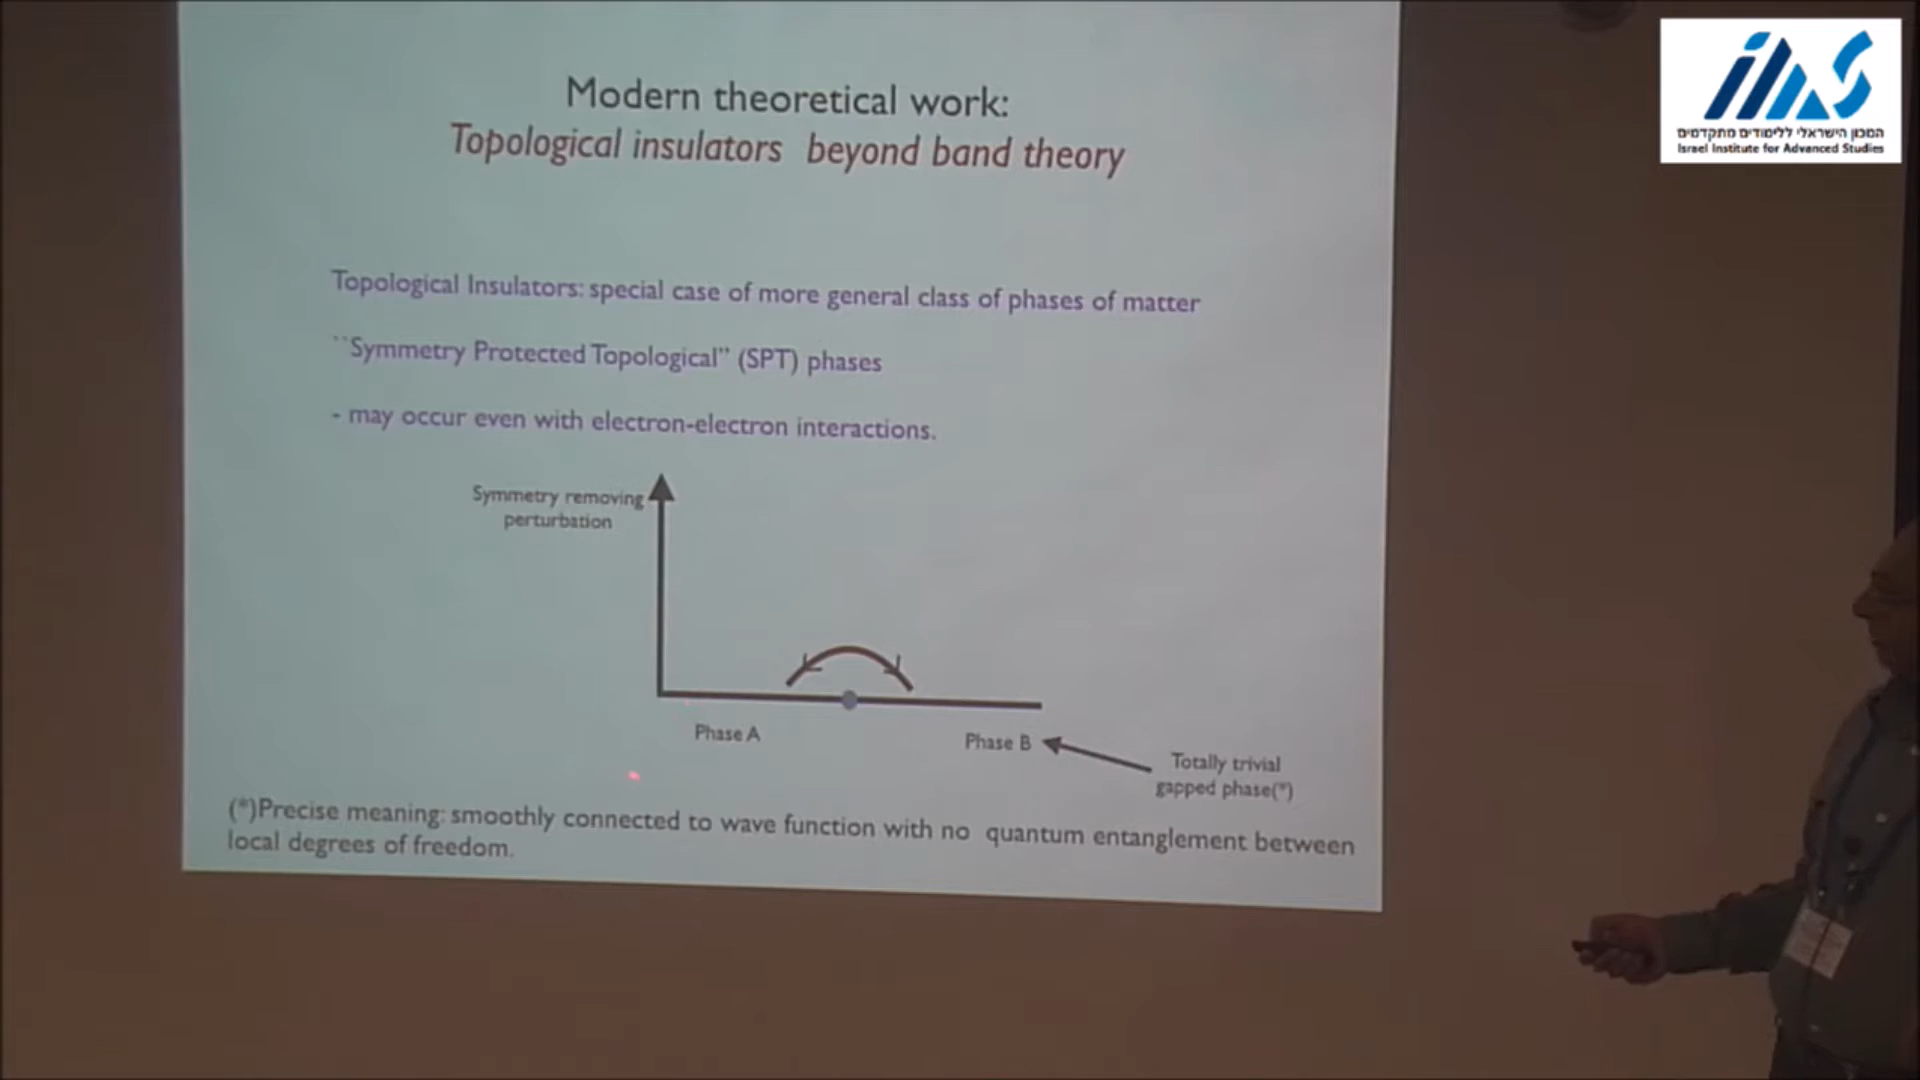 Modern theoretical work:
Topological insulators beyond band theory
Topological Insulators: special case of more general class of phases of matter
``Symmetry Protected Topological” (SPT) phases
- may occur even with electron-electron interactions.
Symmetry removing
perturbation
Phase A
Phase B
Totally trivial
gapped phase(*)
(*)Precise meaning: smoothly connected to wave function with no quantum entanglement between
local degrees of freedom.
המכון הישראלי ללימודים מתקדמים
Israel Institute for Advanced Studies